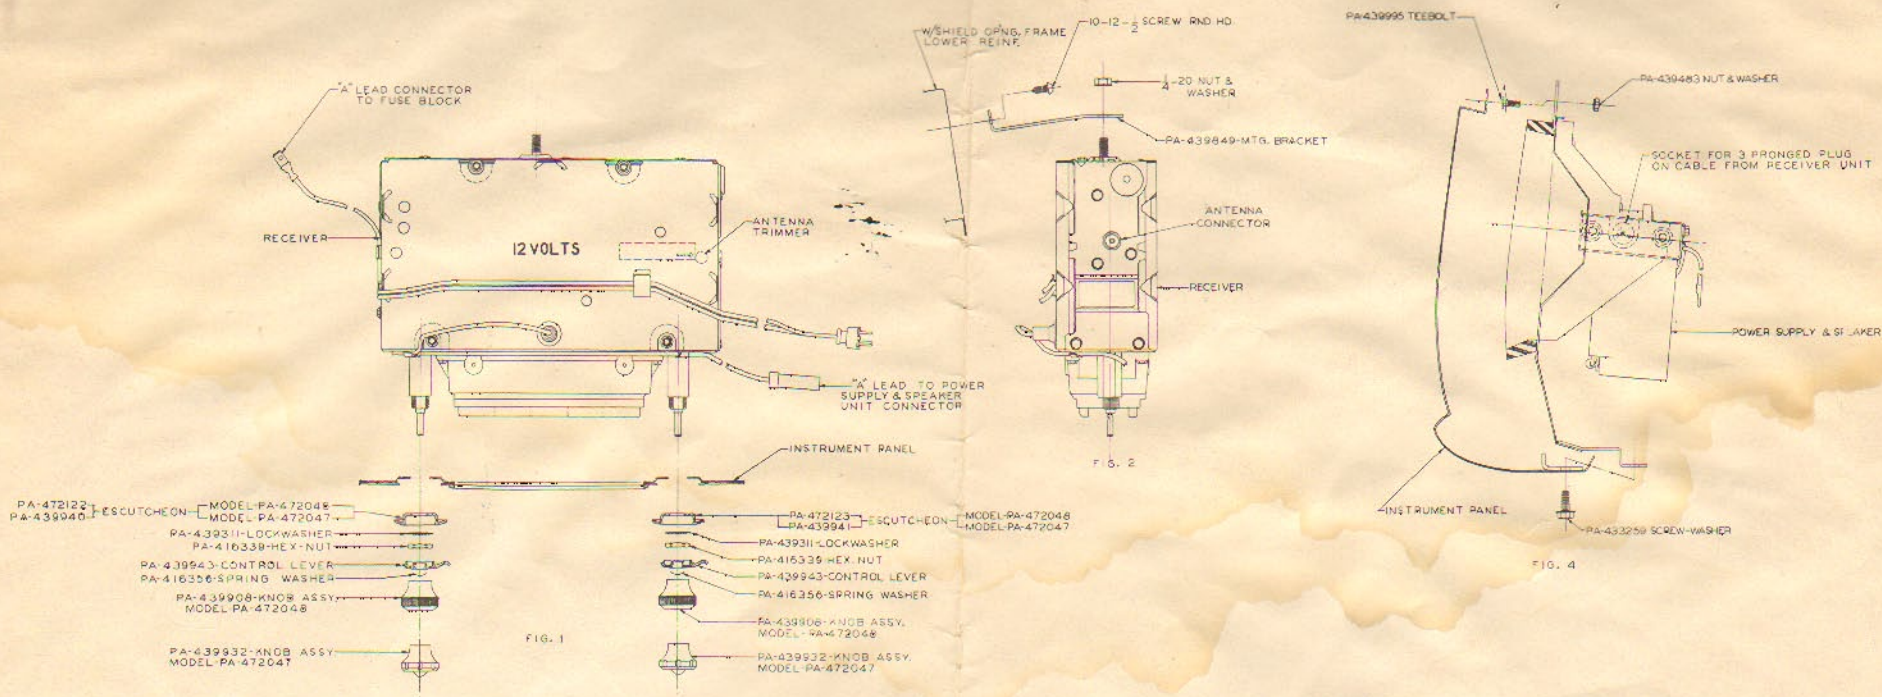 "A" LEAD CONNECTOR
TO FUSE BLOCK
RECEIVER
12 VOLTS
ANTENNA
TRIMMER
"A" LEAD TO POWER
SUPPLY & SPEAKER
UNIT CONNECTOR
INSTRUMENT PANEL
PA-472122
PA-439940
ESCUTCHEON
MODEL-PA-472048
MODEL-PA-472047
PA-439311-LOCKWASHER
PA-416339-HEX-NUT
PA-439943-CONTROL LEVER
PA-416356-SPRING WASHER
PA-439908-KNOB ASSY.
MODEL-PA-472048
PA-439932-KNOB ASSY
MODEL-PA-472047
FIG. 1
PA-472123
PA-439941
ESCUTCHEON
MODEL-PA-472048
MODEL-PA-472047
PA-439311-LOCKWASHER
PA-416339-HEX.NUT
PA-439943-CONTROL LEVER
PA-416356-SPRING WASHER
PA-439908-KNOB ASSY.
MODEL-PA-472048
PA-439932-KNOB ASSY.
MODEL-PA-472047
W/SHIELD OPNG. FRAME
LOWER REINF.
10-12-1/2 SCREW RND HD.
1/4-20 NUT &
WASHER
PA-439849-MTG. BRACKET
ANTENNA
CONNECTOR
RECEIVER
FIG. 2
PA-439995 TEEBOLT
PA-439483 NUT & WASHER
SOCKET FOR 3 PRONGED PLUG
ON CABLE FROM RECEIVER UNIT
POWER SUPPLY & SPEAKER
INSTRUMENT PANEL
PA-433259 SCREW-WASHER
FIG. 4